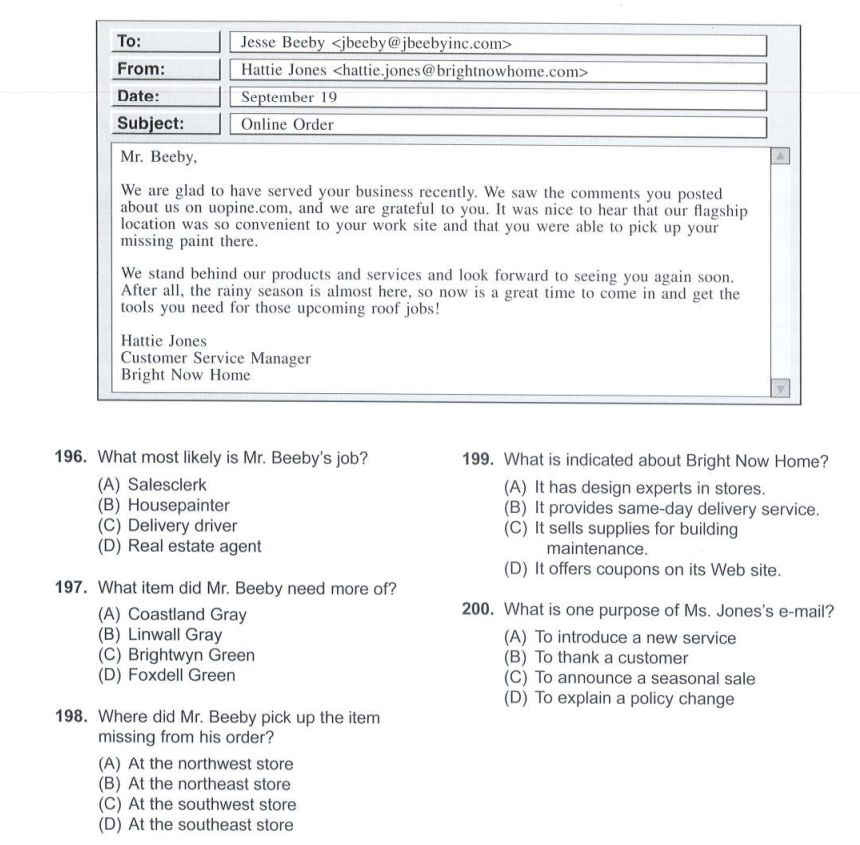 To: Jesse Beeby <jbeeby@jbeebyinc.com>
From: Hattie Jones <hattie.jones@brightnowhome.com>
Date: September 19
Subject: Online Order
Mr. Beeby,
We are glad to have served your business recently. We saw the comments you posted
about us on uopine.com, and we are grateful to you. It was nice to hear that our flagship
location was so convenient to your work site and that you were able to pick up your
missing paint there.
We stand behind our products and services and look forward to seeing you again soon.
After all, the rainy season is almost here, so now is a great time to come in and get the
tools you need for those upcoming roof jobs!
Hattie Jones
Customer Service Manager
Bright Now Home
196. What most likely is Mr. Beeby's job?
(A) Salesclerk
(B) Housepainter
(C) Delivery driver
(D) Real estate agent
197. What item did Mr. Beeby need more of?
(A) Coastland Gray
(B) Linwall Gray
(C) Brightwyn Green
(D) Foxdell Green
198. Where did Mr. Beeby pick up the item
missing from his order?
(A) At the northwest store
(B) At the northeast store
(C) At the southwest store
(D) At the southeast store
199. What is indicated about Bright Now Home?
(A) It has design experts in stores.
(B) It provides same-day delivery service.
(C) It sells supplies for building
maintenance.
(D) It offers coupons on its Web site.
200. What is one purpose of Ms. Jones's e-mail?
(A) To introduce a new service
(B) To thank a customer
(C) To announce a seasonal sale
(D) To explain a policy change